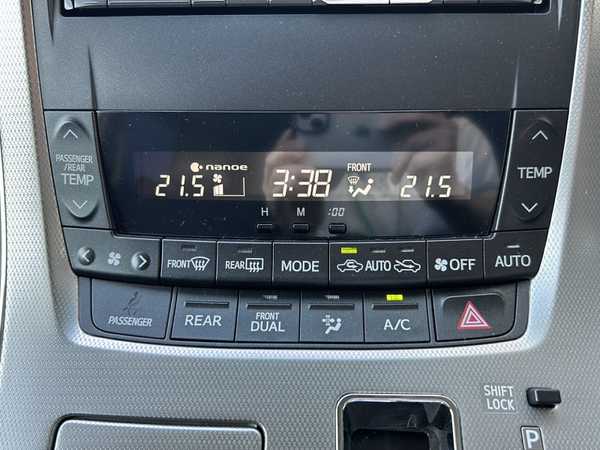 PASSENGER
/REAR
TEMP
nanoe
FRONT
21.5
3:38
21.5
TEMP
H M :00
FRONT
REAR
MODE
AUTO
OFF
AUTO
PASSENGER
REAR
FRONT
DUAL
A/C
SHIFT
LOCK
P